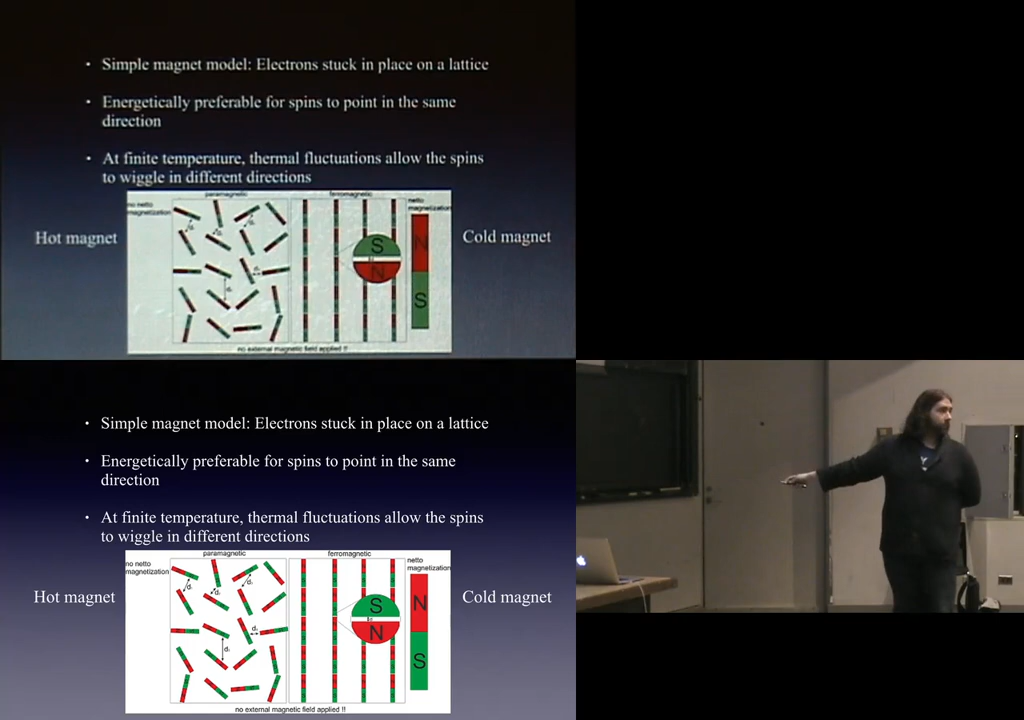 • Simple magnet model: Electrons stuck in place on a lattice
• Energetically preferable for spins to point in the same
direction
• At finite temperature, thermal fluctuations allow the spins
to wiggle in different directions
paramagnetic
ferromagnetic
no netto
magnetization
netto
magnetization
Hot magnet
Cold magnet
S
N
N
S
no external magnetic field applied !!
• Simple magnet model: Electrons stuck in place on a lattice
• Energetically preferable for spins to point in the same
direction
• At finite temperature, thermal fluctuations allow the spins
to wiggle in different directions
paramagnetic
ferromagnetic
no netto
magnetization
netto
magnetization
Hot magnet
Cold magnet
S
N
N
S
no external magnetic field applied !!